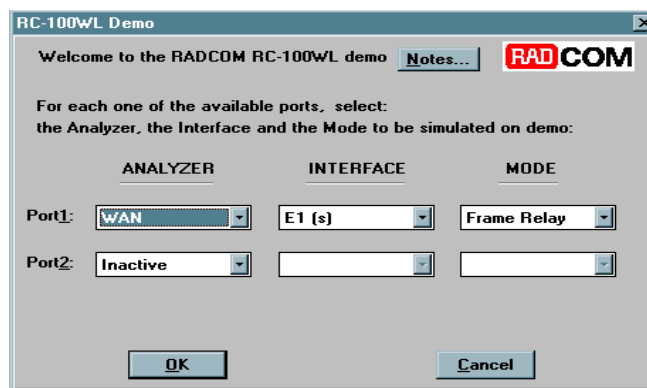 RC-100WL Demo
Welcome to the RADCOM RC-100WL demo Notes... RADCOM
For each one of the available ports, select:
the Analyzer, the Interface and the Mode to be simulated on demo:
ANALYZER INTERFACE MODE
Port1: WAN E1 (s) Frame Relay
Port2: Inactive
OK Cancel